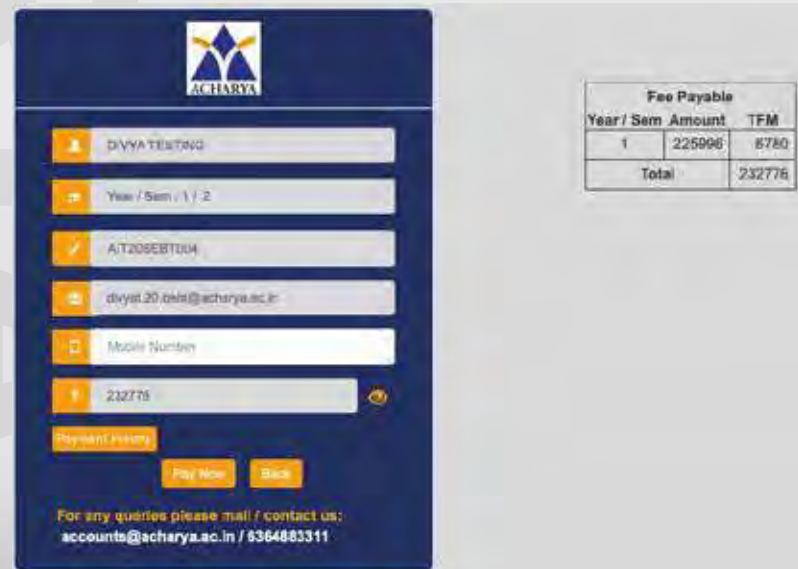 ACHARYA
DIVYA TESTING
Year / Sem : 1 / 2
divyat.20.bebt@acharya.ac.in
Mobile Number
232776
Payment History
Pay Now Back
For any queries please mail / contact us:
accounts@acharya.ac.in / 6364883311
Fee Payable
Year / Sem Amount TFM
1 225996 6780
Total 232776